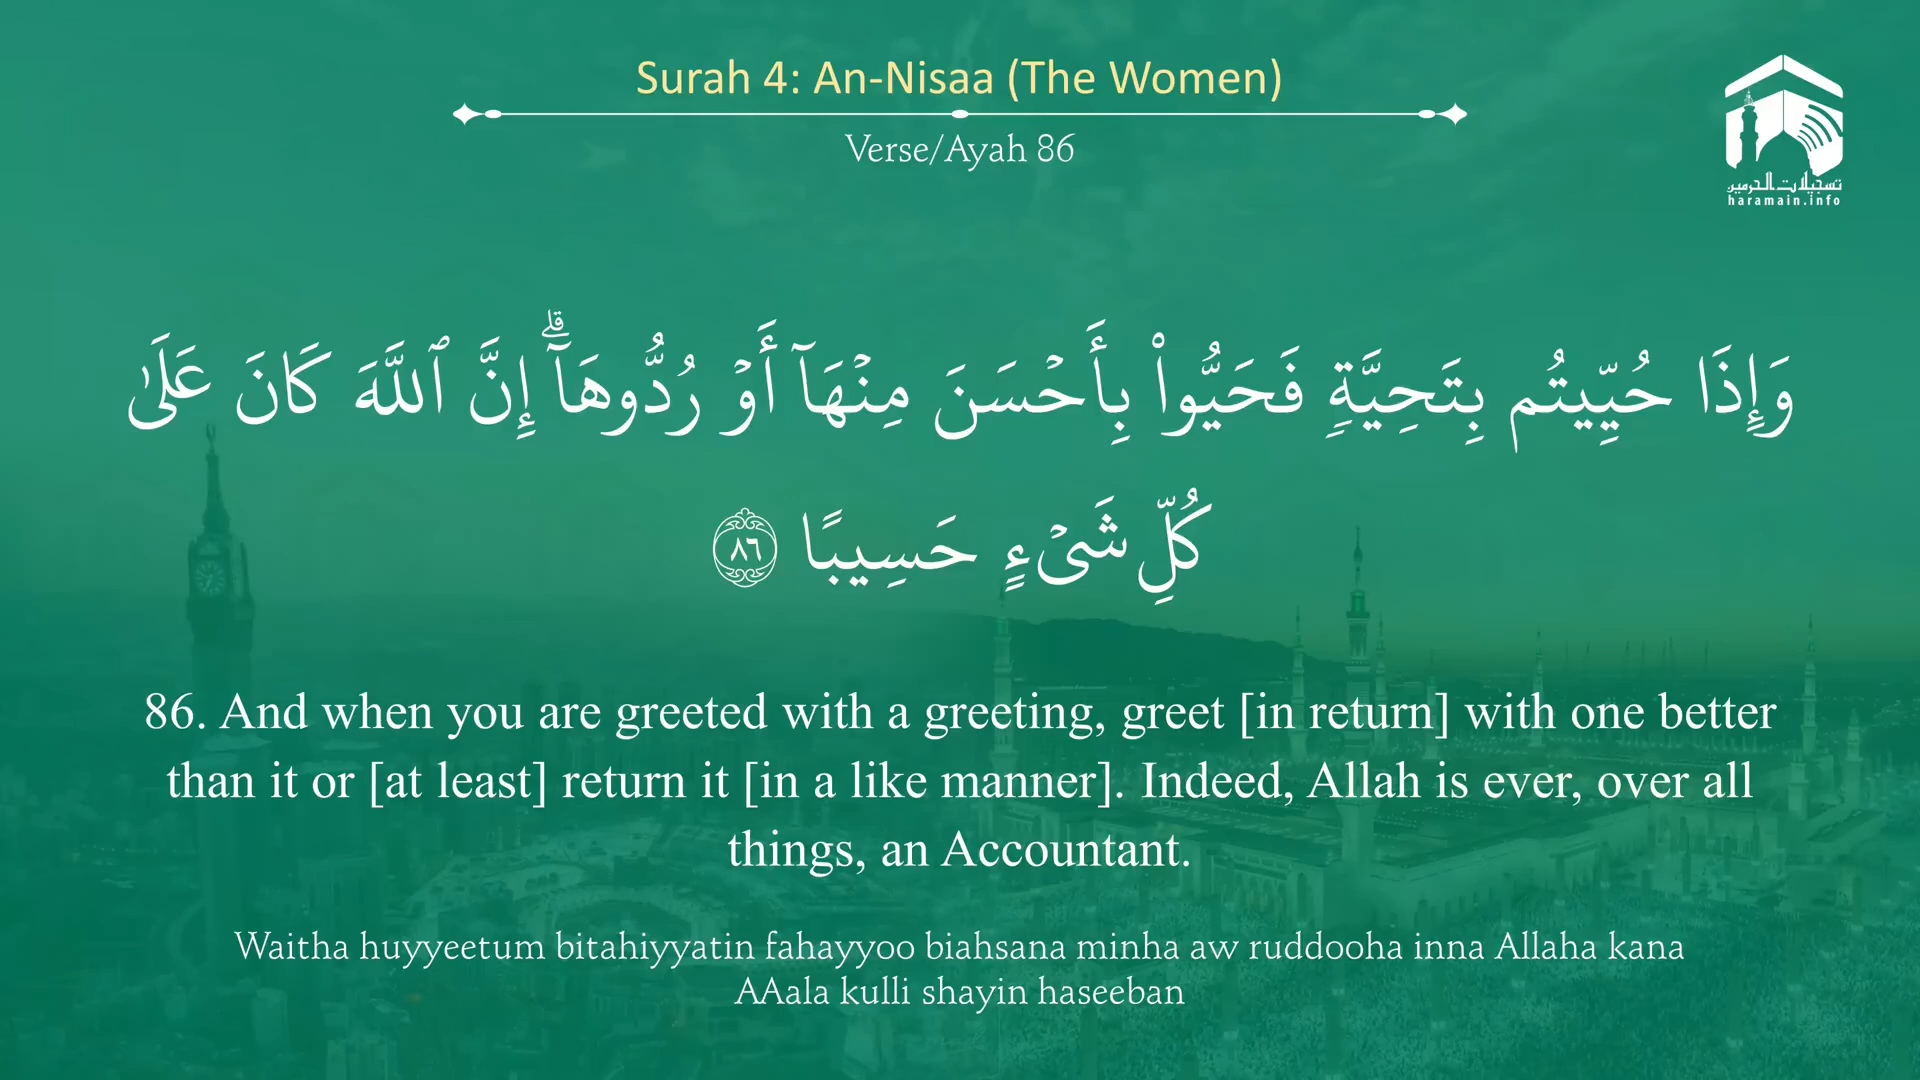 Surah 4: An-Nisaa (The Women)
Verse/Ayah 86
تسجيلات الحرمين
haramain.info
وَإِذَا حُيِّيتُم بِتَحِيَّةٍ فَحَيُّوا۟ بِأَحْسَنَ مِنْهَآ أَوْ رُدُّوهَآ ۗ إِنَّ ٱللَّهَ كَانَ عَلَىٰ
كُلِّ شَىْءٍ حَسِيبًا ٨٦
86. And when you are greeted with a greeting, greet [in return] with one better
than it or [at least] return it [in a like manner]. Indeed, Allah is ever, over all
things, an Accountant.
Waitha huyyeetum bitahiyyatin fahayyoo biahsana minha aw ruddooha inna Allaha kana
AAala kulli shayin haseeban